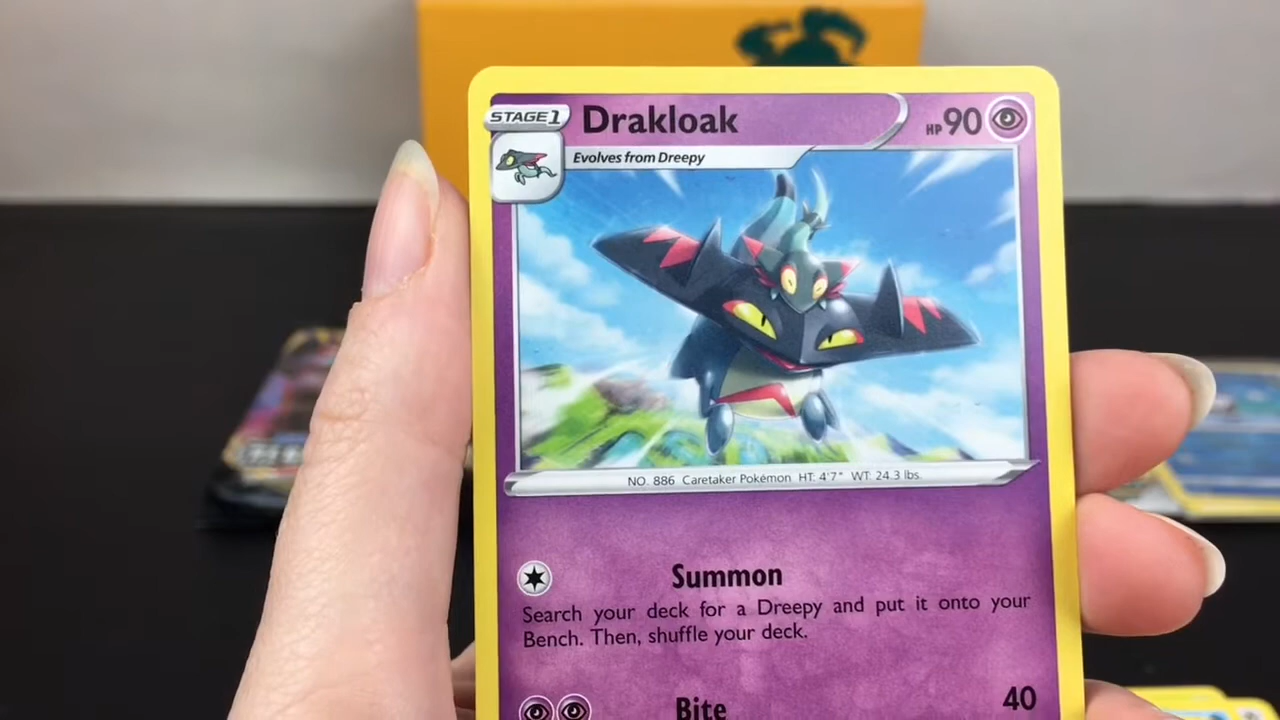 STAGE1
Drakloak
HP 90
Evolves from Dreepy
NO. 886 Caretaker Pokémon HT: 4'7" WT: 24.3 lbs.
Summon
Search your deck for a Dreepy and put it onto your
Bench. Then, shuffle your deck.
Bite 40